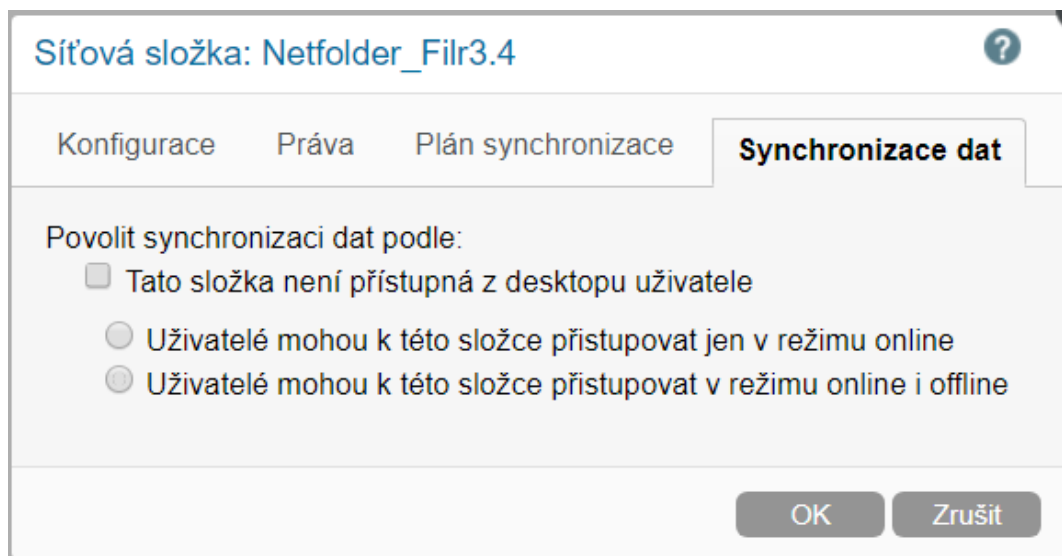 Síťová složka: Netfolder_Filr3.4
?
Konfigurace Práva Plán synchronizace Synchronizace dat
Povolit synchronizaci dat podle:
Tato složka není přístupná z desktopu uživatele
Uživatelé mohou k této složce přistupovat jen v režimu online
Uživatelé mohou k této složce přistupovat v režimu online i offline
OK Zrušit